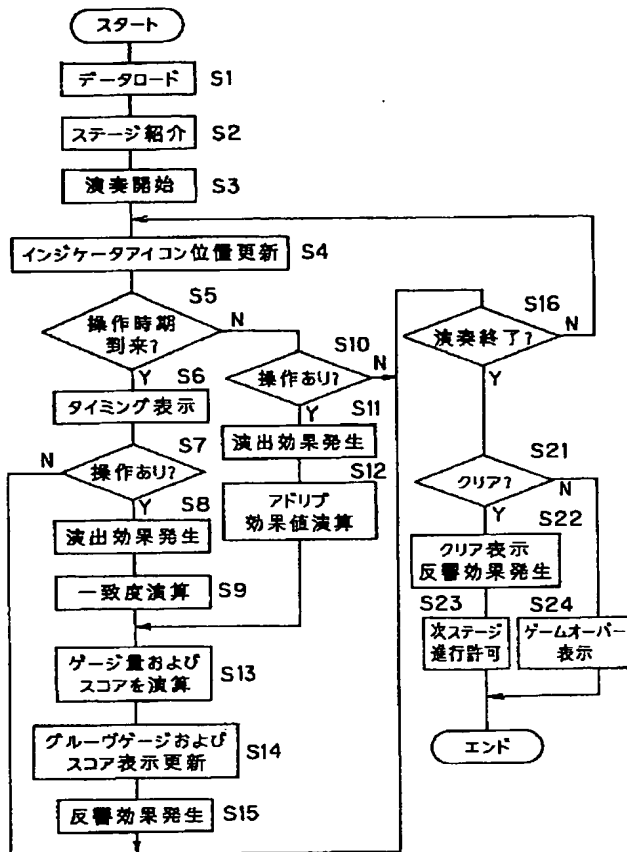 スタート
データロード S1
ステージ紹介 S2
演奏開始 S3
インジケータアイコン位置更新 S4
S5
操作時期
到来?
N
Y
S6
タイミング表示
S7
操作あり?
N
Y
S8
演出効果発生
一致度演算 S9
S10
操作あり?
N
Y
S11
演出効果発生
S12
アドリブ
効果値演算
ゲージ量および
スコアを演算
S13
グルーヴゲージおよび
スコア表示更新
S14
反響効果発生 S15
S16
演奏終了?
N
Y
S21
クリア?
N
Y
S22
クリア表示
反響効果発生
S23
次ステージ
進行許可
S24
ゲームオーバー
表示
エンド